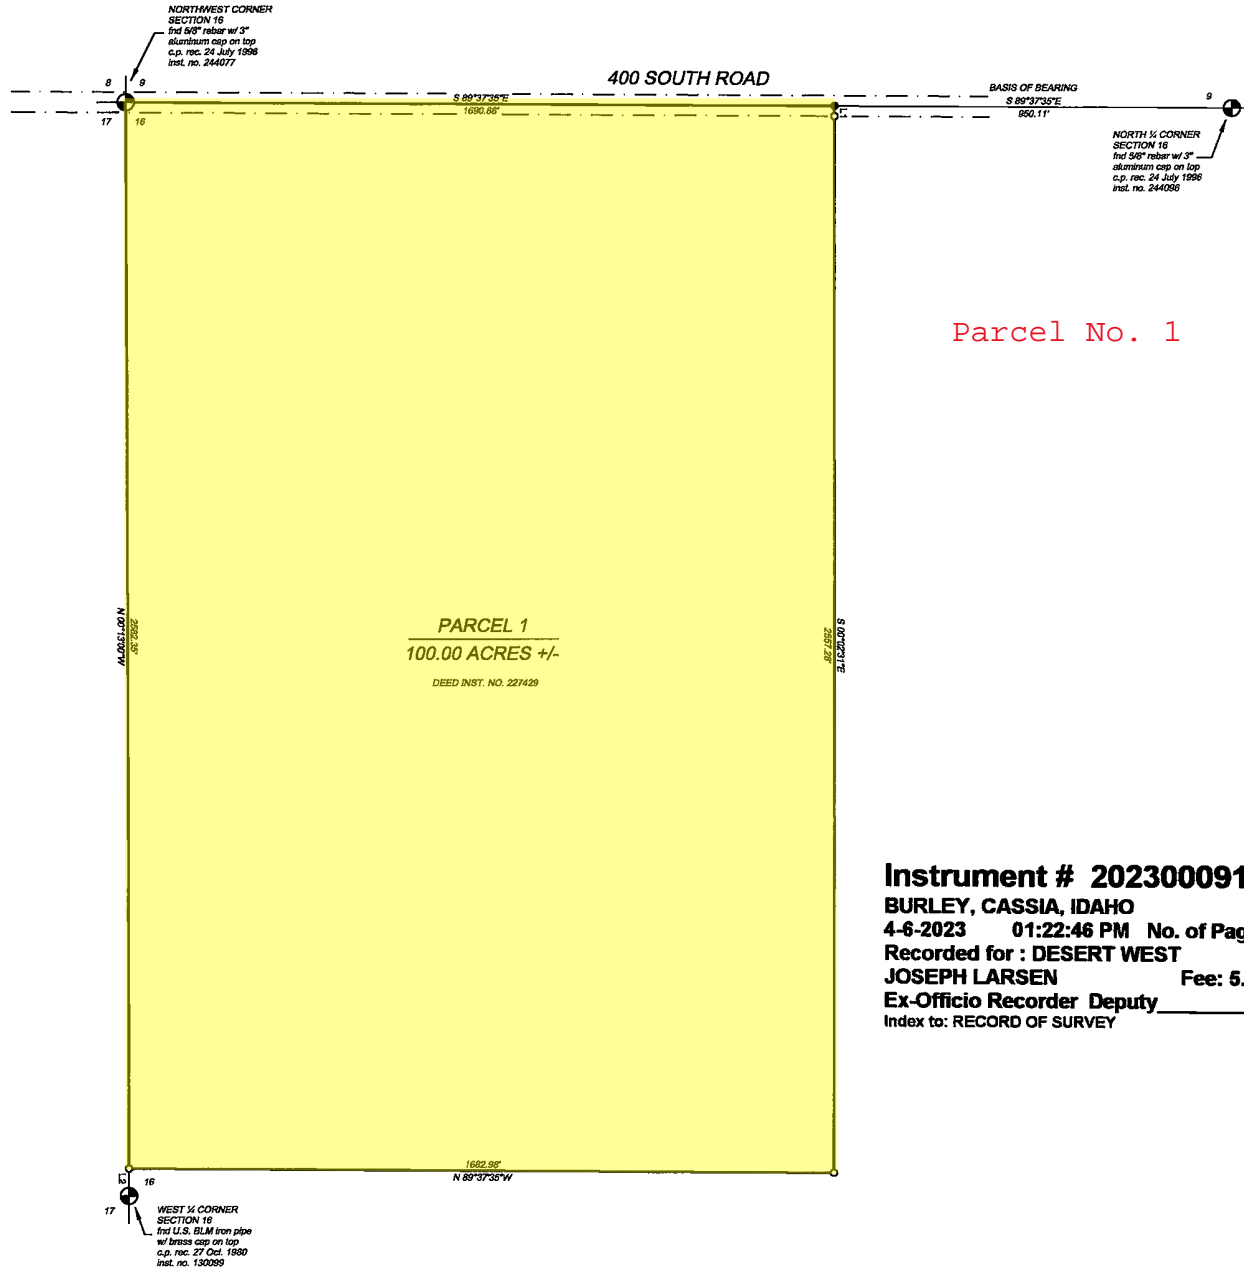 NORTHWEST CORNER
SECTION 16
fnd 5/8" rebar w/ 3"
aluminum cap on top
c.p. rec. 24 July 1996
inst. no. 244077
8
9
17
16
400 SOUTH ROAD
S 89°37'35"E
1690.86'
BASIS OF BEARING
S 89°37'35"E
950.11'
9
L1
NORTH ¼ CORNER
SECTION 16
fnd 5/8" rebar w/ 3"
aluminum cap on top
c.p. rec. 24 July 1996
inst. no. 244096
Parcel No. 1
N 00°13'00"W
2582.35'
PARCEL 1
100.00 ACRES +/-
DEED INST. NO. 227429
2557.26'
S 00°02'31"E
Instrument # 202300091
BURLEY, CASSIA, IDAHO
4-6-2023 01:22:46 PM No. of Pag
Recorded for : DESERT WEST
JOSEPH LARSEN Fee: 5.
Ex-Officio Recorder Deputy
Index to: RECORD OF SURVEY
1682.98'
N 89°37'35"W
L2
16
17
WEST ¼ CORNER
SECTION 16
fnd U.S. BLM iron pipe
w/ brass cap on top
c.p. rec. 27 Oct. 1980
inst. no. 130099